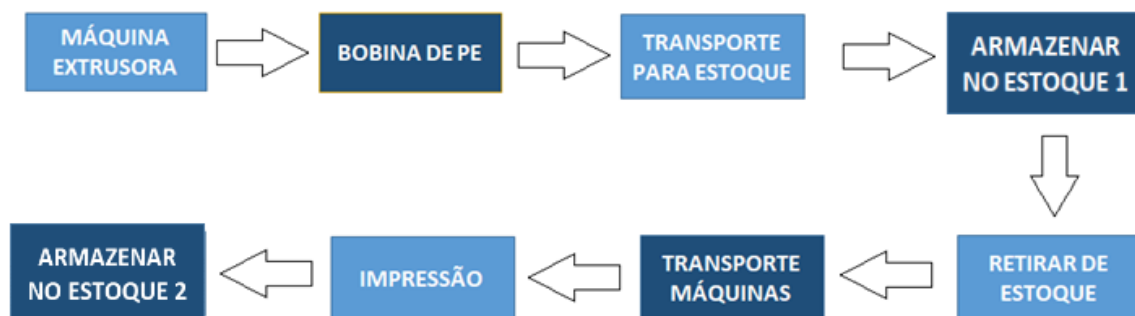 MÁQUINA
EXTRUSORA
BOBINA DE PE
TRANSPORTE
PARA ESTOQUE
ARMAZENAR
NO ESTOQUE 1
RETIRAR DE
ESTOQUE
TRANSPORTE
MÁQUINAS
IMPRESSÃO
ARMAZENAR
NO ESTOQUE 2